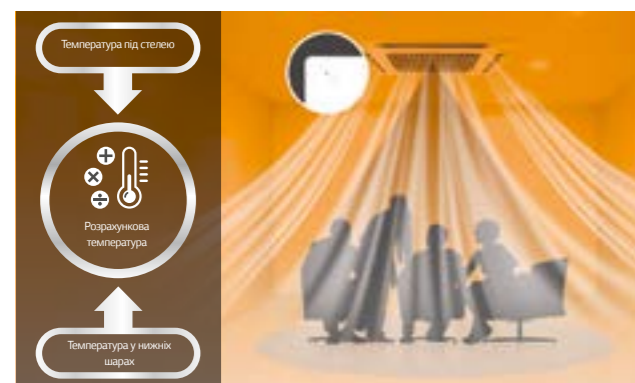 Температура під стелею
Розрахункова
температура
Температура у нижніх
шарах